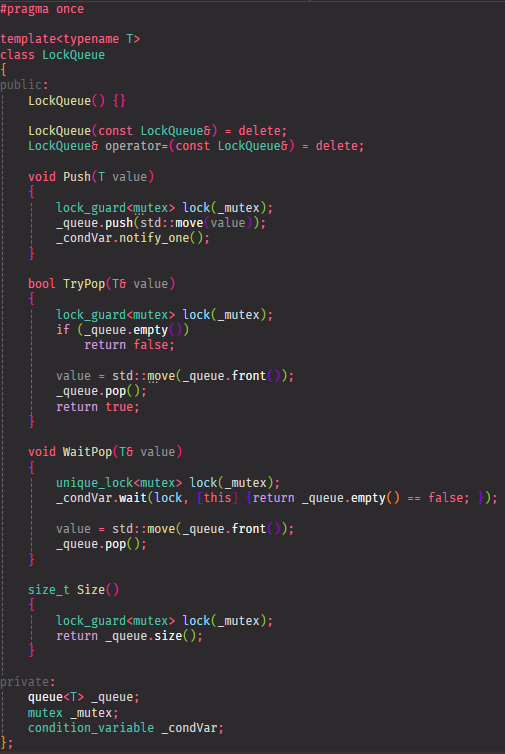 #pragma once

template<typename T>
class LockQueue
{
public:
    LockQueue() {}

    LockQueue(const LockQueue&) = delete;
    LockQueue& operator=(const LockQueue&) = delete;

    void Push(T value)
    {
        lock_guard<mutex> lock(_mutex);
        _queue.push(std::move(value));
        _condVar.notify_one();
    }

    bool TryPop(T& value)
    {
        lock_guard<mutex> lock(_mutex);
        if (_queue.empty())
            return false;

        value = std::move(_queue.front());
        _queue.pop();
        return true;
    }

    void WaitPop(T& value)
    {
        unique_lock<mutex> lock(_mutex);
        _condVar.wait(lock, [this] {return _queue.empty() == false; });

        value = std::move(_queue.front());
        _queue.pop();
    }

    size_t Size()
    {
        lock_guard<mutex> lock(_mutex);
        return _queue.size();
    }

private:
    queue<T> _queue;
    mutex _mutex;
    condition_variable _condVar;
};